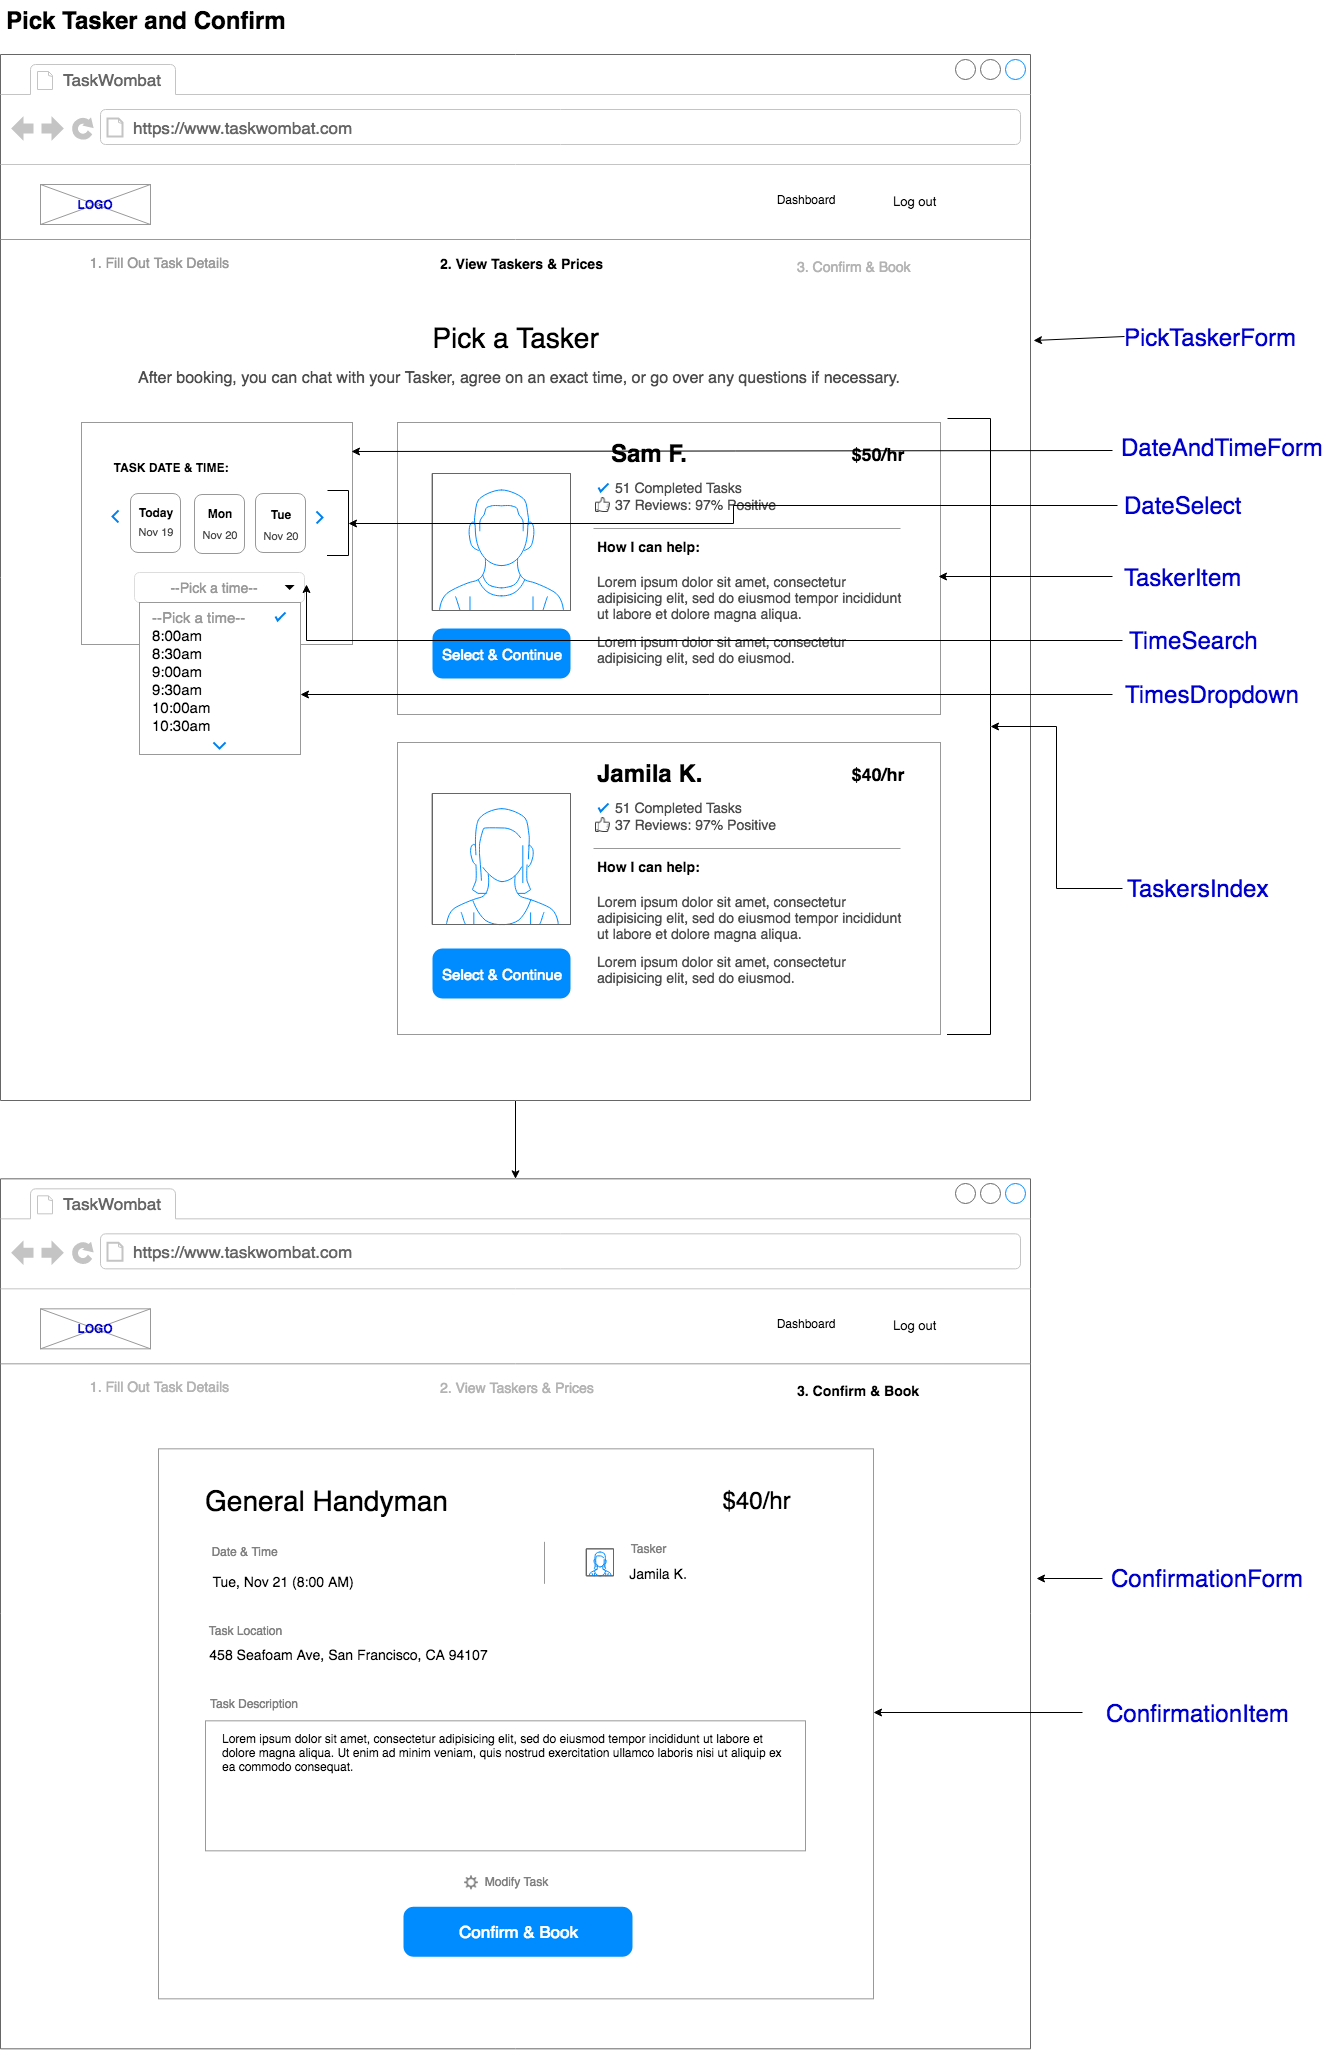 Pick Tasker and Confirm
TaskWombat
https://www.taskwombat.com
LOGO
Dashboard
Log out
1. Fill Out Task Details
2. View Taskers & Prices
3. Confirm & Book
Pick a Tasker
After booking, you can chat with your Tasker, agree on an exact time, or go over any questions if necessary.
TASK DATE & TIME:
Today
Nov 19
Mon
Nov 20
Tue
Nov 20
--Pick a time--
--Pick a time--
8:00am
8:30am
9:00am
9:30am
10:00am
10:30am
Sam F.
$50/hr
51 Completed Tasks
37 Reviews: 97% Positive
How I can help:
Lorem ipsum dolor sit amet, consectetur
adipisicing elit, sed do eiusmod tempor incididunt
ut labore et dolore magna aliqua.
Lorem ipsum dolor sit amet, consectetur
adipisicing elit, sed do eiusmod.
Select & Continue
Jamila K.
$40/hr
51 Completed Tasks
37 Reviews: 97% Positive
How I can help:
Lorem ipsum dolor sit amet, consectetur
adipisicing elit, sed do eiusmod tempor incididunt
ut labore et dolore magna aliqua.
Lorem ipsum dolor sit amet, consectetur
adipisicing elit, sed do eiusmod.
Select & Continue
PickTaskerForm
DateAndTimeForm
DateSelect
TaskerItem
TimeSearch
TimesDropdown
TaskersIndex
TaskWombat
https://www.taskwombat.com
LOGO
Dashboard
Log out
1. Fill Out Task Details
2. View Taskers & Prices
3. Confirm & Book
General Handyman
$40/hr
Date & Time
Tue, Nov 21 (8:00 AM)
Tasker
Jamila K.
Task Location
458 Seafoam Ave, San Francisco, CA 94107
Task Description
Lorem ipsum dolor sit amet, consectetur adipisicing elit, sed do eiusmod tempor incididunt ut labore et
dolore magna aliqua. Ut enim ad minim veniam, quis nostrud exercitation ullamco laboris nisi ut aliquip ex
ea commodo consequat.
Modify Task
Confirm & Book
ConfirmationForm
ConfirmationItem